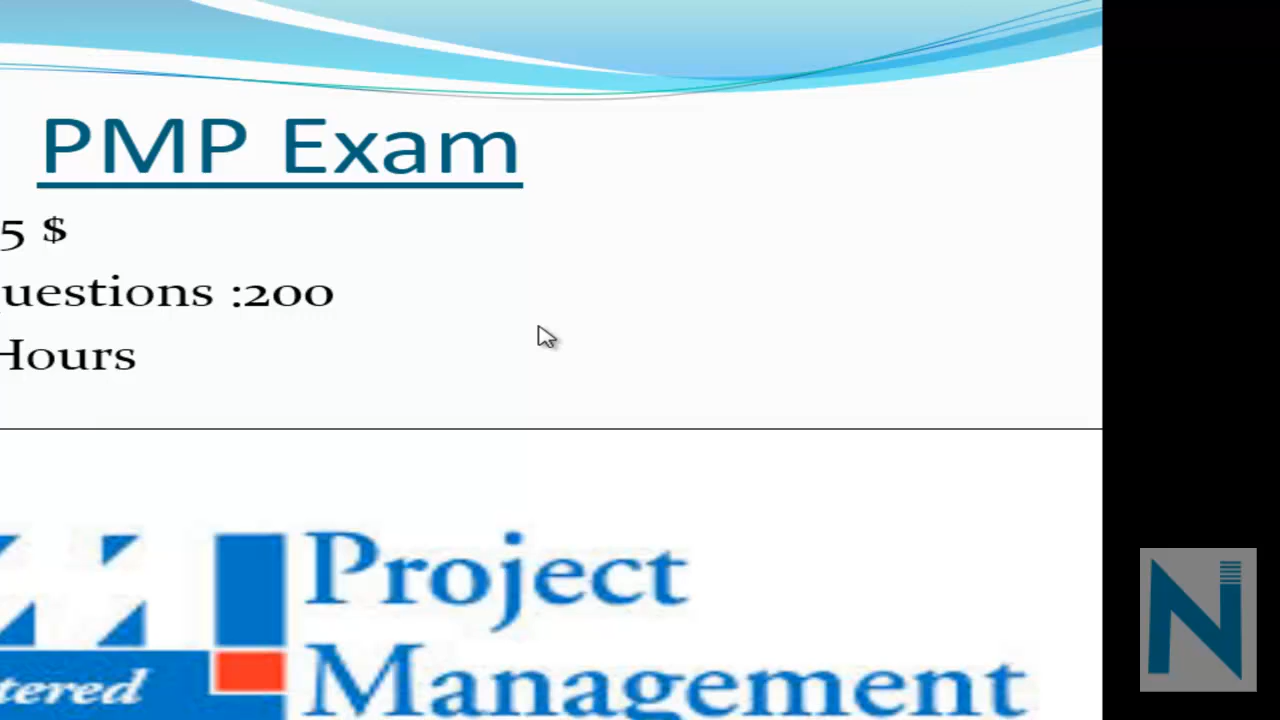 PMP Exam
5 $
uestions :200
Hours
Project
tered
Management
N